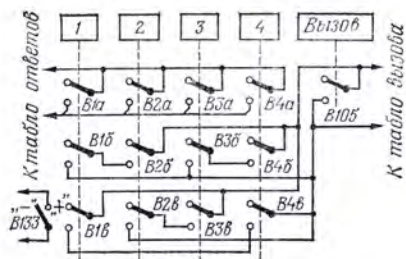 1 2 3 4 Вызов
К табло ответов
В1а В2а В3а В4а
К табло вызова
В10б
В1б В2б В3б В4б
„—" „+"
В133
В1в В2в В3в В4в